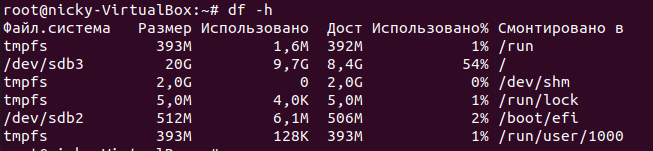 root@nicky-VirtualBox:~# df -h
Файл.система Размер Использовано Дост Использовано% Смонтировано в
tmpfs 393M 1,6M 392M 1% /run
/dev/sdb3 20G 9,7G 8,4G 54% /
tmpfs 2,0G 0 2,0G 0% /dev/shm
tmpfs 5,0M 4,0K 5,0M 1% /run/lock
/dev/sdb2 512M 6,1M 506M 2% /boot/efi
tmpfs 393M 128K 393M 1% /run/user/1000